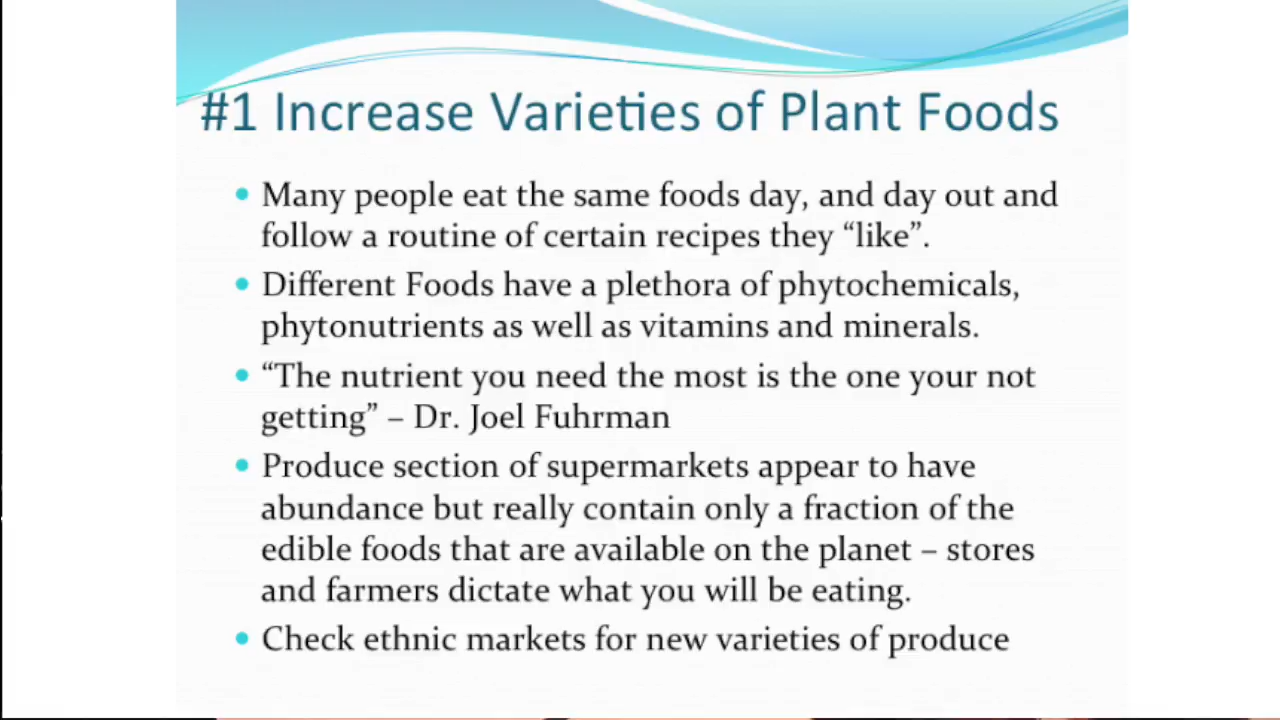 #1 Increase Varieties of Plant Foods
• Many people eat the same foods day, and day out and
follow a routine of certain recipes they “like”.
• Different Foods have a plethora of phytochemicals,
phytonutrients as well as vitamins and minerals.
• “The nutrient you need the most is the one your not
getting” – Dr. Joel Fuhrman
• Produce section of supermarkets appear to have
abundance but really contain only a fraction of the
edible foods that are available on the planet – stores
and farmers dictate what you will be eating.
• Check ethnic markets for new varieties of produce